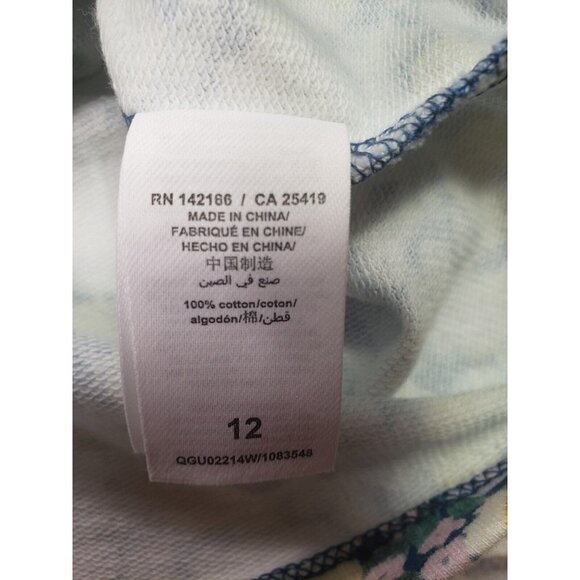 RN 142166 / CA 25419
MADE IN CHINA/
FABRIQUÉ EN CHINE/
HECHO EN CHINA/
中国制造
صنع في الصين
100% cotton/coton/
algodón/棉/قطن/
12
QGU02214W/1083548